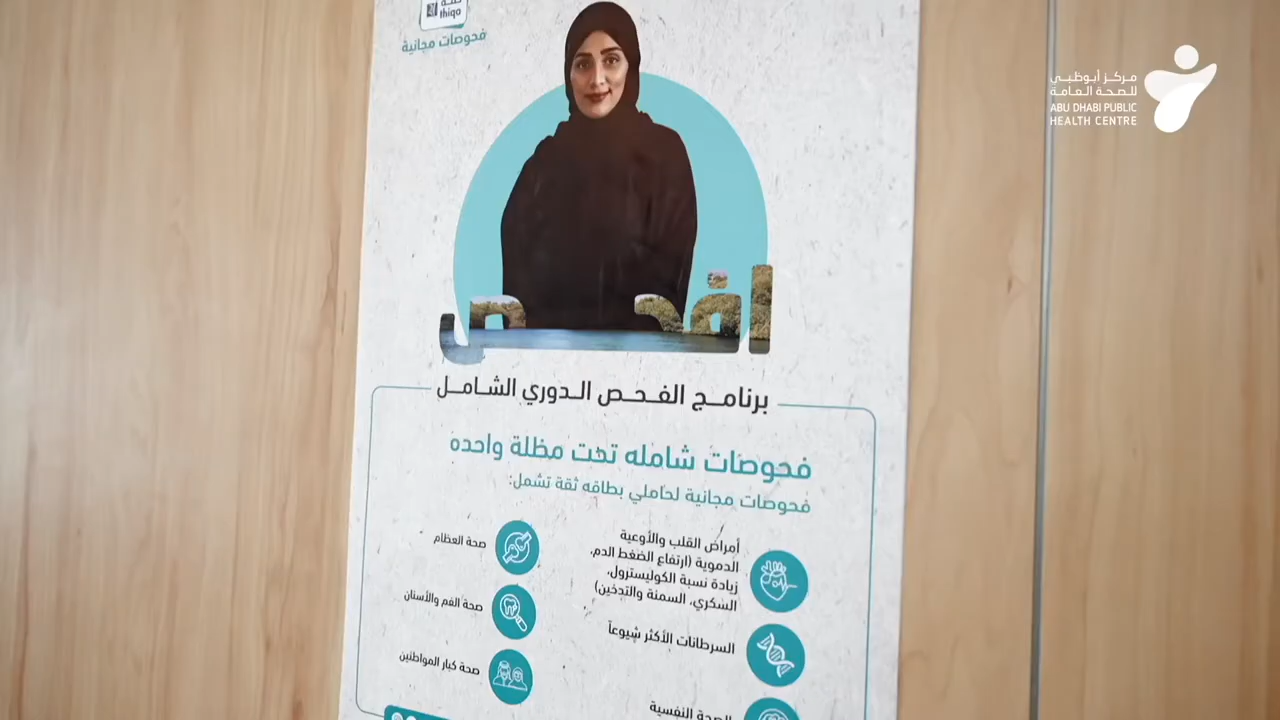 ثقة
thiqa
فحوصات مجانية
مركز أبوظبي
للصحة العامة
ABU DHABI PUBLIC
HEALTH CENTRE
افحص
برنامج الفحص الدوري الشامل
فحوصات شامله تحت مظلة واحده
فحوصات مجانية لحاملي بطاقه ثقة تشمل:
أمراض القلب والأوعية
الدموية (ارتفاع الضغط الدم،
زيادة نسبة الكوليسترول،
السكري، السمنة والتدخين)
السرطانات الأكثر شيوعاً
الصحة النفسية
صحة العظام
صحة الفم والأسنان
صحة كبار المواطنين